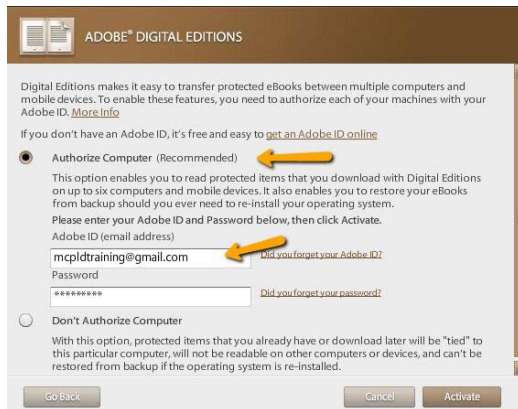 ADOBE® DIGITAL EDITIONS
Digital Editions makes it easy to transfer protected eBooks between multiple computers and
mobile devices. To enable these features, you need to authorize each of your machines with your
Adobe ID. More Info
If you don't have an Adobe ID, it's free and easy to get an Adobe ID online
Authorize Computer (Recommended)
This option enables you to read protected items that you download with Digital Editions
on up to six computers and mobile devices. It also enables you to restore your eBooks
from backup should you ever need to re-install your operating system.
Please enter your Adobe ID and Password below, then click Activate.
Adobe ID (email address)
mcpldtraining@gmail.com Did you forget your Adobe ID?
Password
********* Did you forget your password?
Don't Authorize Computer
With this option, protected items that you already have or download later will be "tied" to
this particular computer, will not be readable on other computers or devices, and can't be
restored from backup if the operating system is re-installed.
Go Back Cancel Activate